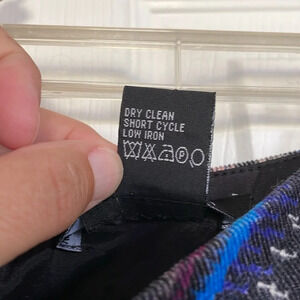 DRY CLEAN
SHORT CYCLE
LOW IRON
P